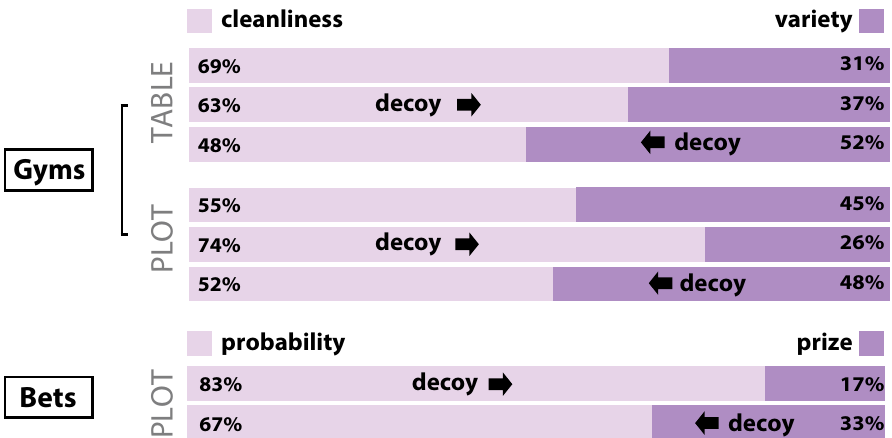 cleanliness variety
TABLE
69% 31%
63% decoy 37%
48% decoy 52%
Gyms
PLOT
55% 45%
74% decoy 26%
52% decoy 48%
probability prize
Bets
PLOT
83% decoy 17%
67% decoy 33%